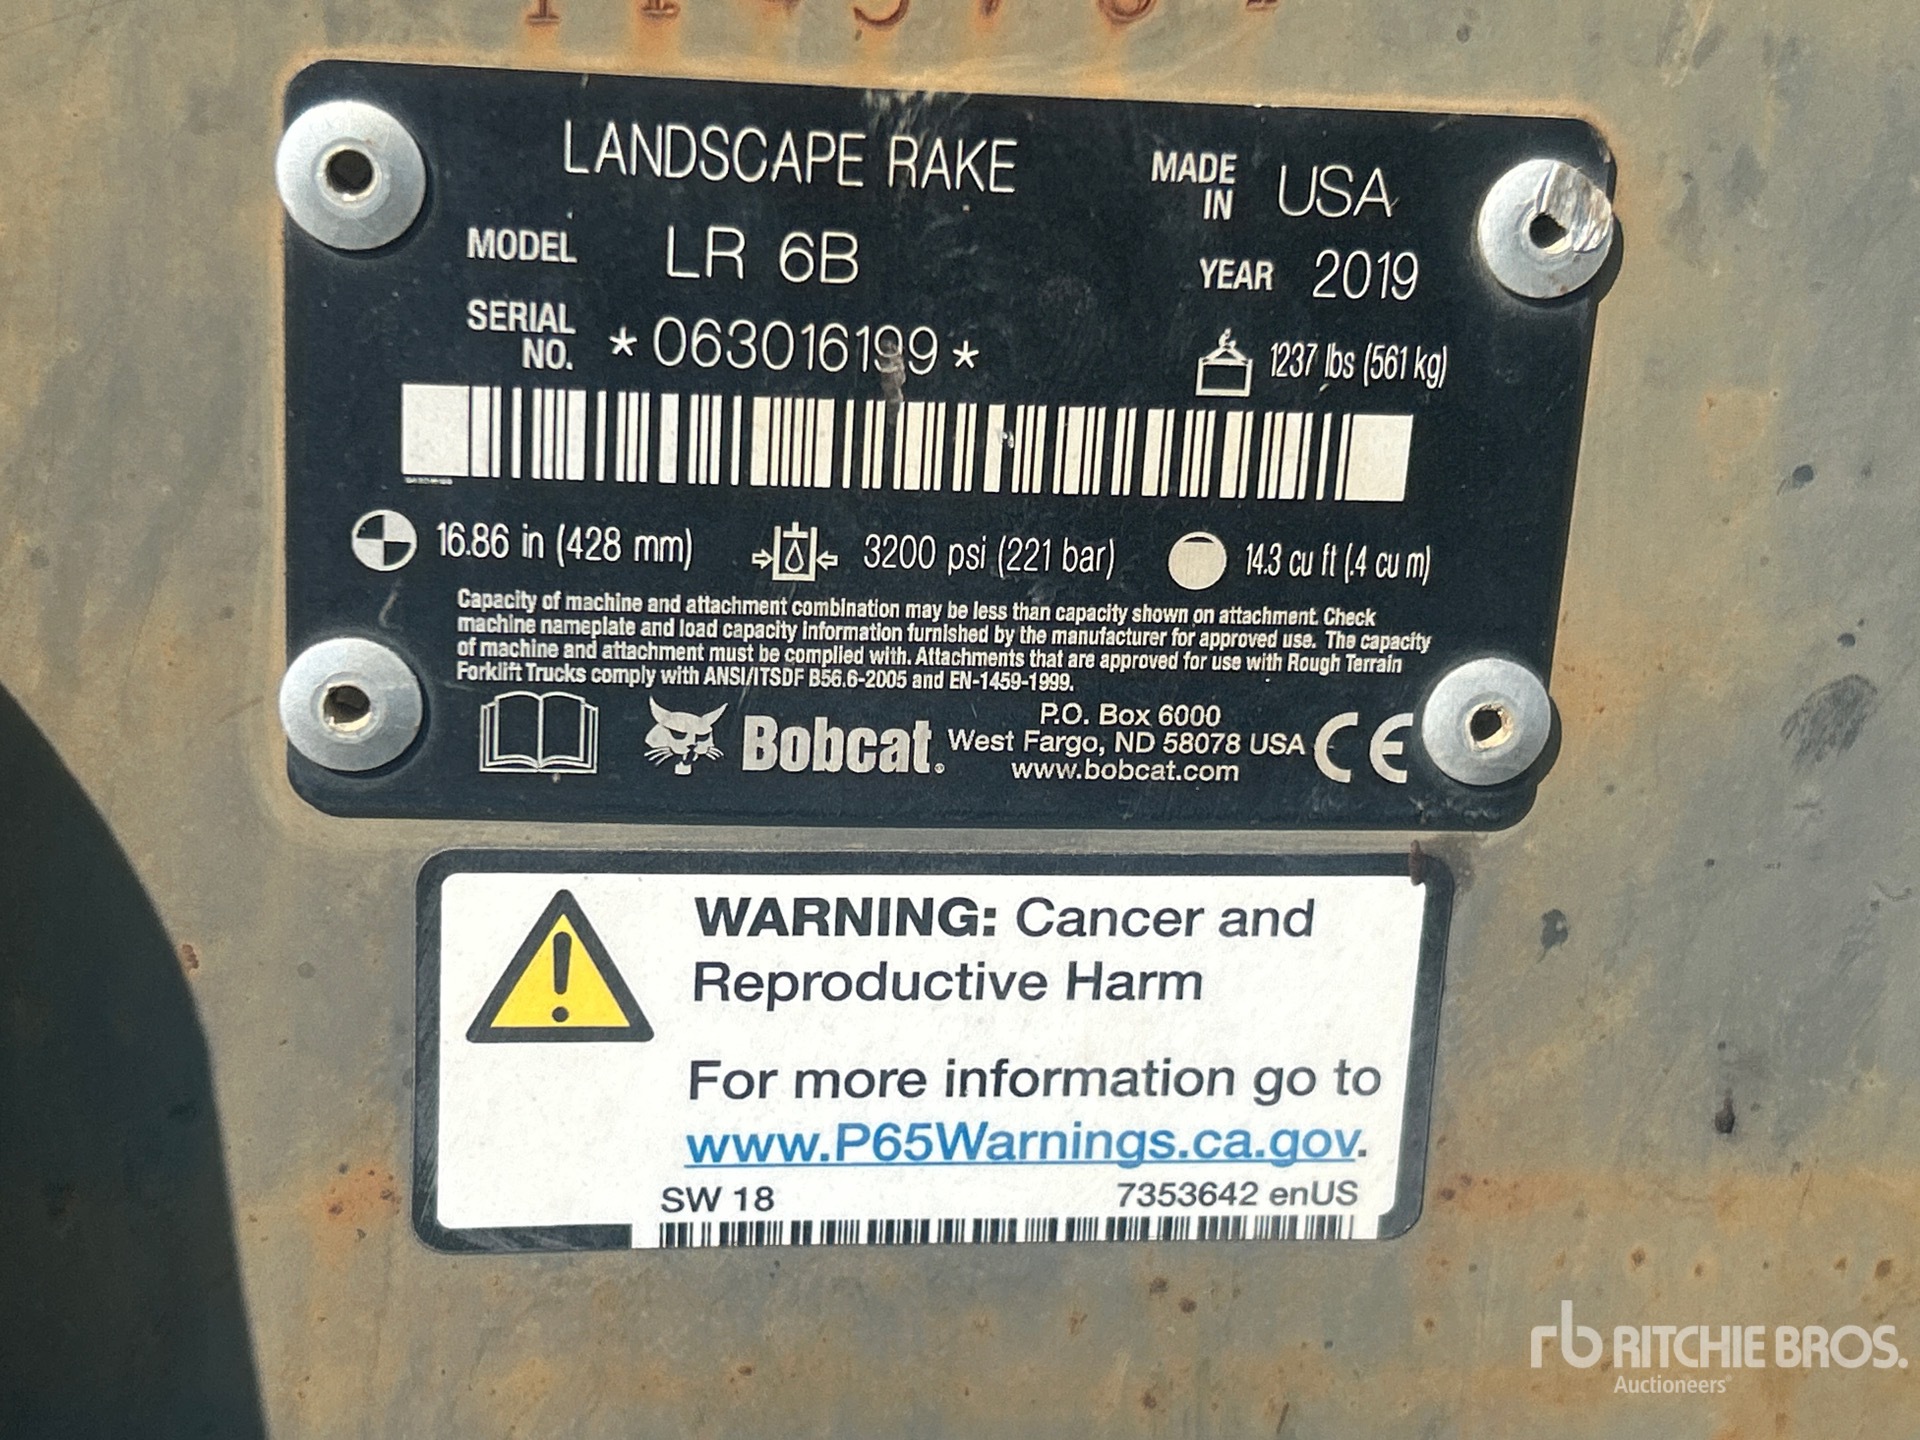 LANDSCAPE RAKE
MADE IN USA
MODEL LR 6B
YEAR 2019
SERIAL NO. *063016199*
1237 lbs (561 kg)
16.86 in (428 mm)
3200 psi (221 bar)
14.3 cu ft (.4 cu m)
Capacity of machine and attachment combination may be less than capacity shown on attachment. Check
machine nameplate and load capacity information furnished by the manufacturer for approved use. The capacity
of machine and attachment must be complied with. Attachments that are approved for use with Rough Terrain
Forklift Trucks comply with ANSI/ITSDF B56.6-2005 and EN-1459-1999.
Bobcat®
P.O. Box 6000
West Fargo, ND 58078 USA
www.bobcat.com
CE
WARNING: Cancer and
Reproductive Harm
For more information go to
www.P65Warnings.ca.gov.
SW 18
7353642 enUS
rb RITCHIE BROS.
Auctioneers